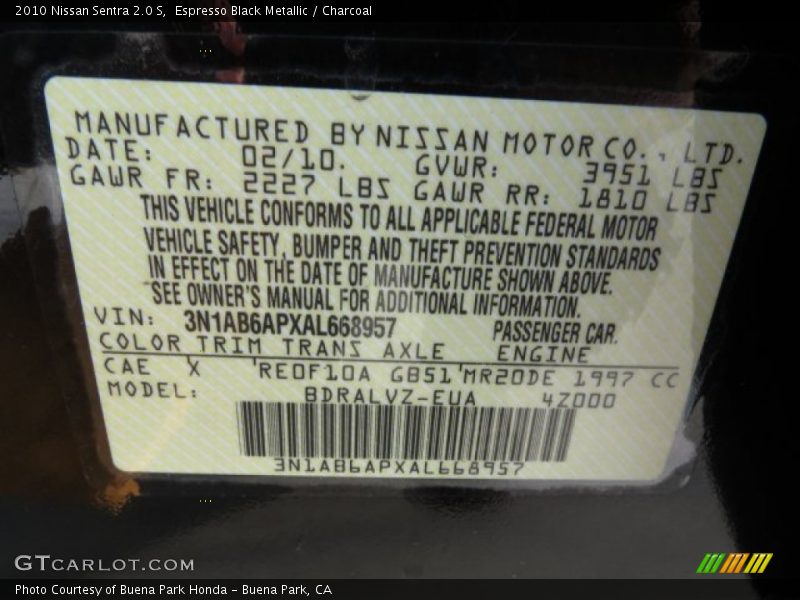 2010 Nissan Sentra 2.0 S,  Espresso Black Metallic / Charcoal
MANUFACTURED BY NISSAN MOTOR CO., LTD.
DATE: 02/10. GVWR: 3951 LBS
GAWR FR: 2227 LBS GAWR RR: 1810 LBS
THIS VEHICLE CONFORMS TO ALL APPLICABLE FEDERAL MOTOR
VEHICLE SAFETY, BUMPER AND THEFT PREVENTION STANDARDS
IN EFFECT ON THE DATE OF MANUFACTURE SHOWN ABOVE.
SEE OWNER'S MANUAL FOR ADDITIONAL INFORMATION.
VIN: 3N1AB6APXAL668957 PASSENGER CAR.
COLOR TRIM TRANS AXLE ENGINE
CAE X 'RE0F10A GB51'MR20DE 1997 CC
MODEL: BDRALVZ-EUA 4Z000
3N1AB6APXAL668957
GTCARLOT.COM
Photo Courtesy of Buena Park Honda - Buena Park, CA